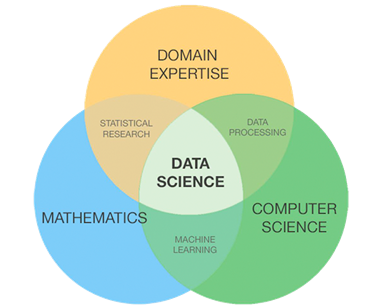 DOMAIN
EXPERTISE
STATISTICAL
RESEARCH
DATA
PROCESSING
DATA
SCIENCE
MATHEMATICS
COMPUTER
SCIENCE
MACHINE
LEARNING